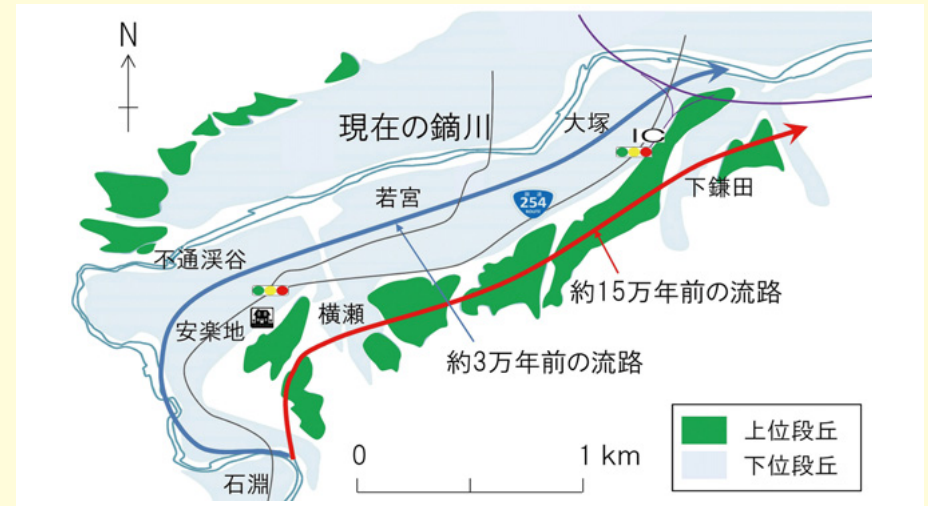 N
現在の鏑川
大塚
IC
下鎌田
若宮
254
不通渓谷
約15万年前の流路
横瀬
安楽地
約3万年前の流路
上位段丘
下位段丘
0
1 km
石淵